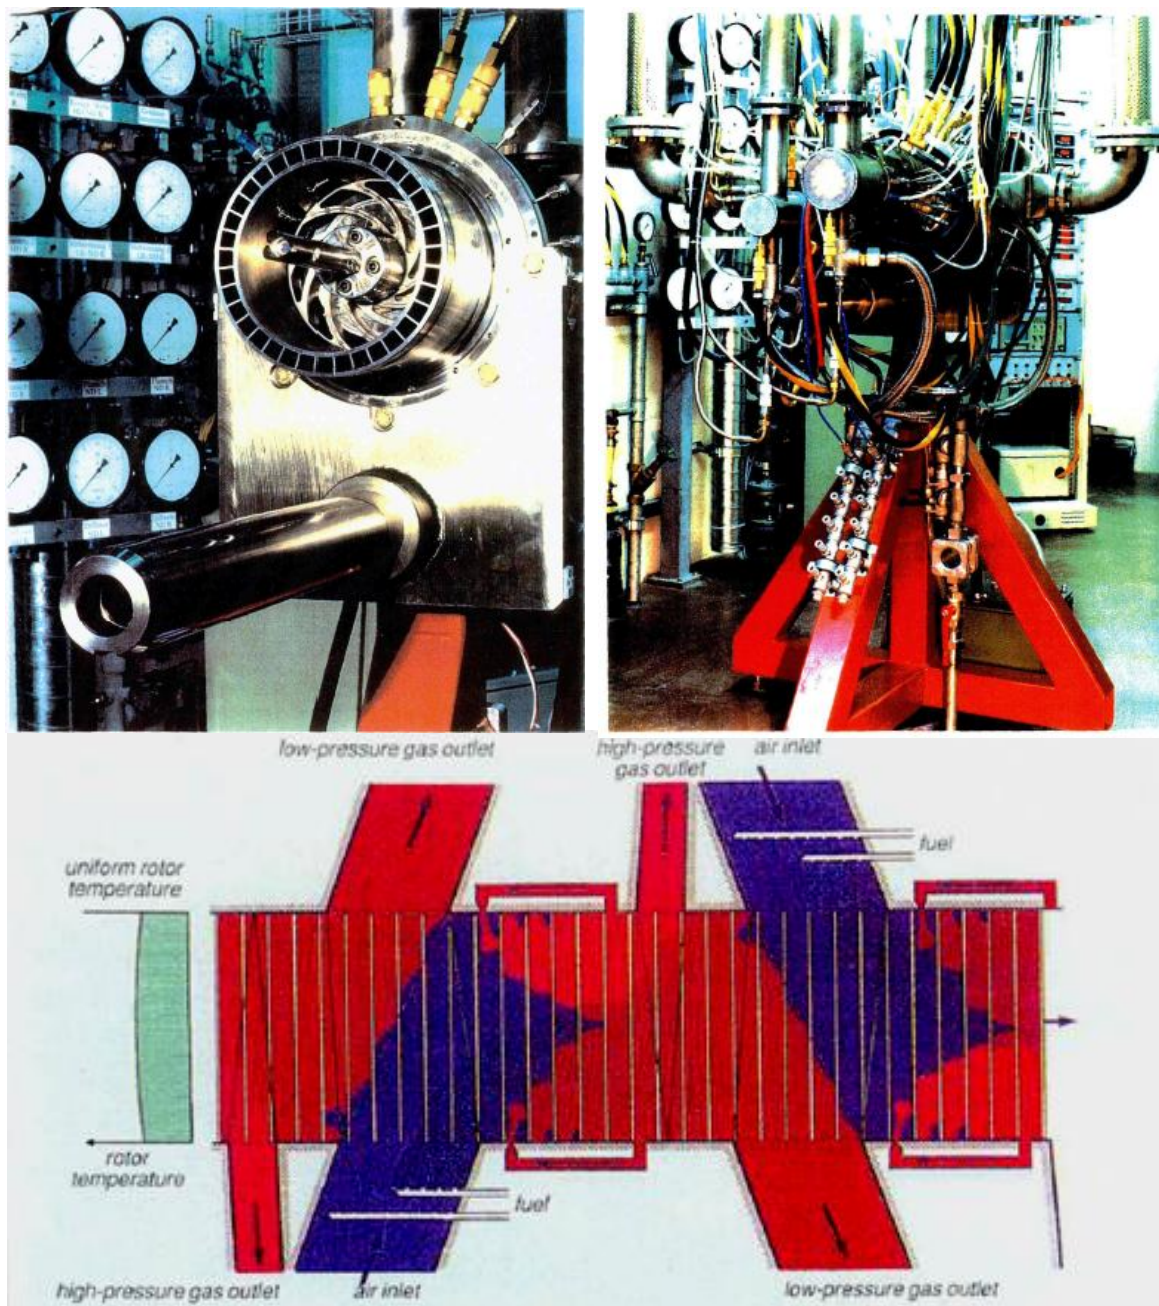 low-pressure gas outlet
high-pressure
gas outlet
air inlet
fuel
uniform rotor
temperature
rotor
temperature
fuel
high-pressure gas outlet
air inlet
low-pressure gas outlet